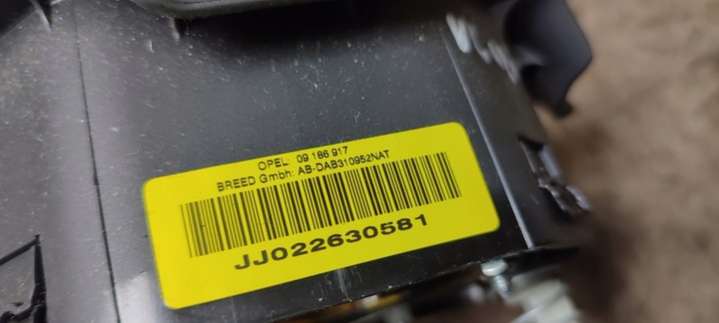 OPEL: 09 186 917
BREED Gmbh: AB-DAB310952NAT
JJ022630581